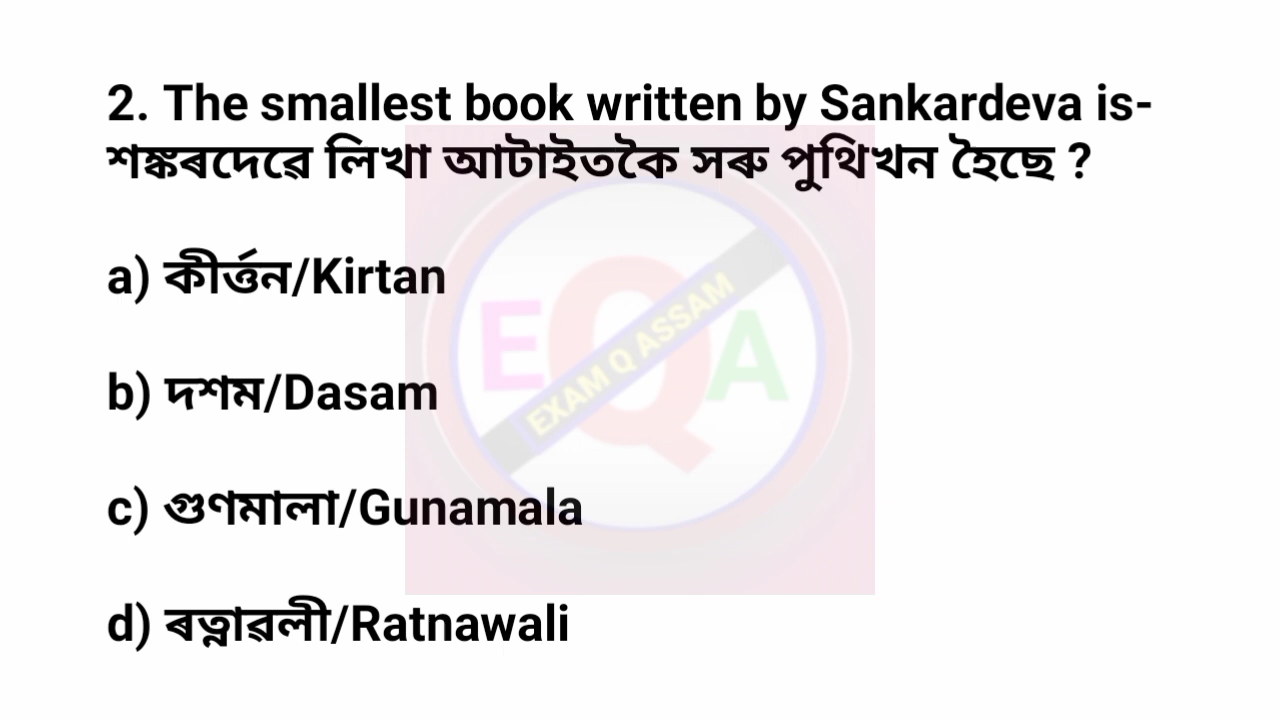 2. The smallest book written by Sankardeva is-
শঙ্কৰদেৱে লিখা আটাইতকৈ সৰু পুথিখন হৈছে ?
a) কীৰ্ত্তন/Kirtan
b) দশম/Dasam
c) গুণমালা/Gunamala
d) ৰত্নাৱলী/Ratnawali
EQA
EXAM Q ASSAM